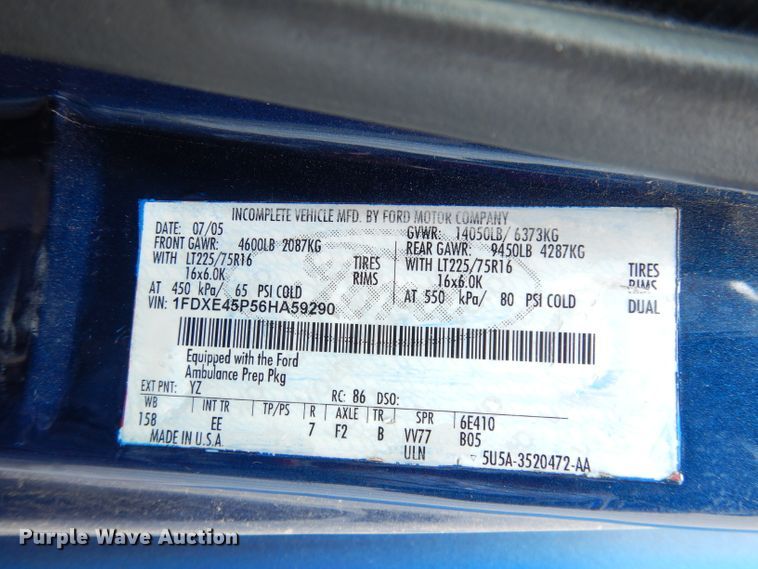 INCOMPLETE VEHICLE MFD. BY FORD MOTOR COMPANY
DATE: 07/05 GVWR: 14050LB/ 6373KG
FRONT GAWR: 4600LB 2087KG REAR GAWR: 9450LB 4287KG
WITH LT225/75R16 TIRES WITH LT225/75R16 TIRES
16x6.0K RIMS 16x6.0K RIMS
AT 450 kPa/ 65 PSI COLD AT 550 kPa/ 80 PSI COLD DUAL
VIN: 1FDXE45P56HA59290
Ford
Equipped with the Ford
Ambulance Prep Pkg
EXT PNT: YZ RC: 86 DSO:
WB INT TR TP/PS R AXLE TR SPR 6E410
158 EE 7 F2 B VV77 B05
MADE IN U.S.A. ULN 5U5A-3520472-AA
Purple Wave Auction